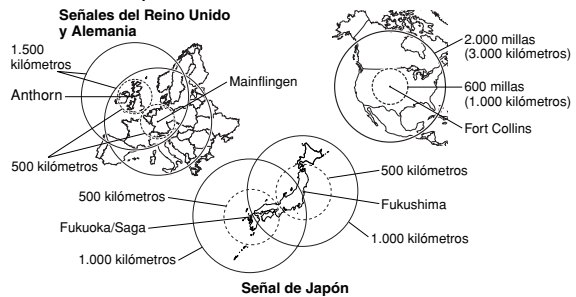 Señales del Reino Unido
y Alemania
1.500
kilómetros
Anthorn
Mainflingen
500 kilómetros
2.000 millas
(3.000 kilómetros)
600 millas
(1.000 kilómetros)
Fort Collins
500 kilómetros
500 kilómetros
Fukushima
Fukuoka/Saga
1.000 kilómetros
1.000 kilómetros
Señal de Japón